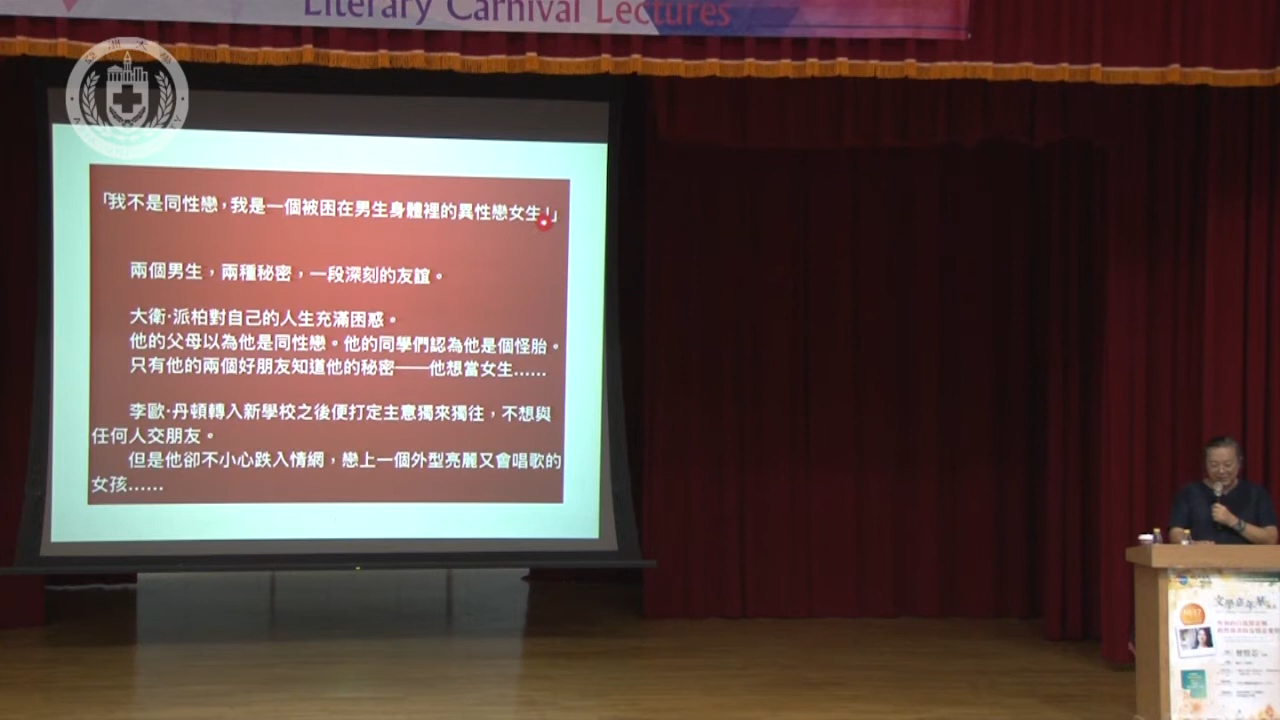 Literary Carnival Lectures
亞洲大學
「我不是同性戀，我是一個被困在男生身體裡的異性戀女生！」
兩個男生，兩種秘密，一段深刻的友誼。
大衛·派柏對自己的人生充滿困惑。
他的父母以為他是同性戀。他的同學們認為他是個怪胎。
只有他的兩個好朋友知道他的秘密——他想當女生……
李歐·丹頓轉入新學校之後便打定主意獨來獨往，不想與
任何人交朋友。
但是他卻不小心跌入情網，戀上一個外型亮麗又會唱歌的
女孩……
文學嘉年華